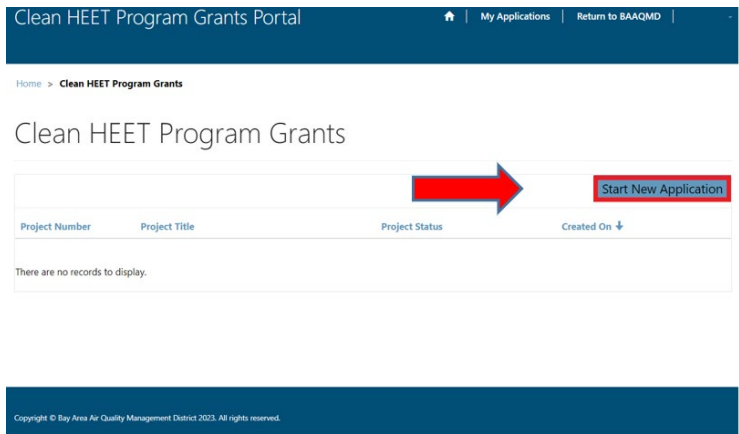 Clean HEET Program Grants Portal
My Applications | Return to BAAQMD |
Home > Clean HEET Program Grants
Clean HEET Program Grants
Start New Application
Project Number Project Title Project Status Created On
There are no records to display.
Copyright © Bay Area Air Quality Management District 2023. All rights reserved.